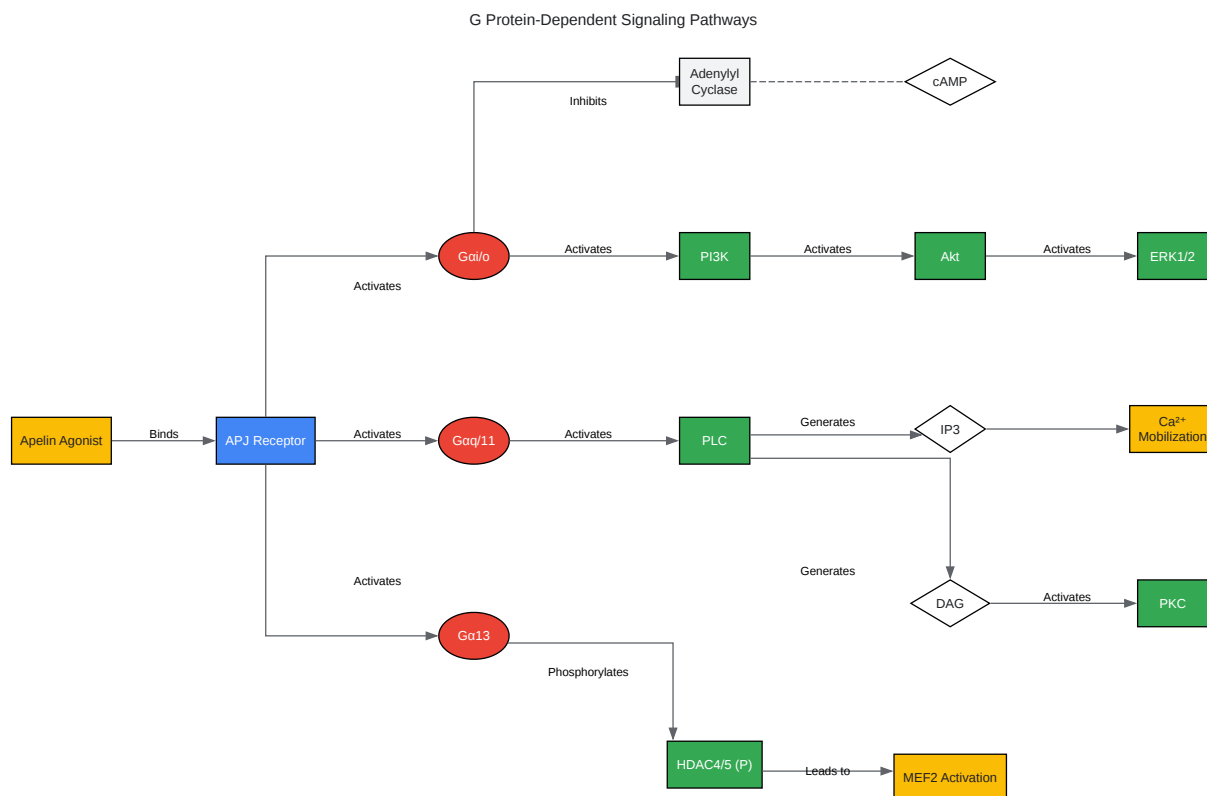 G Protein-Dependent Signaling Pathways
Adenylyl
Cyclase
cAMP
Inhibits
Gαi/o
Activates
PI3K
Activates
Akt
Activates
ERK1/2
Activates
Apelin Agonist
Binds
APJ Receptor
Activates
Gαq/11
Activates
PLC
Generates
IP3
Ca²⁺
Mobilization
Activates
Generates
DAG
Activates
PKC
Gα13
Phosphorylates
HDAC4/5 (P)
Leads to
MEF2 Activation